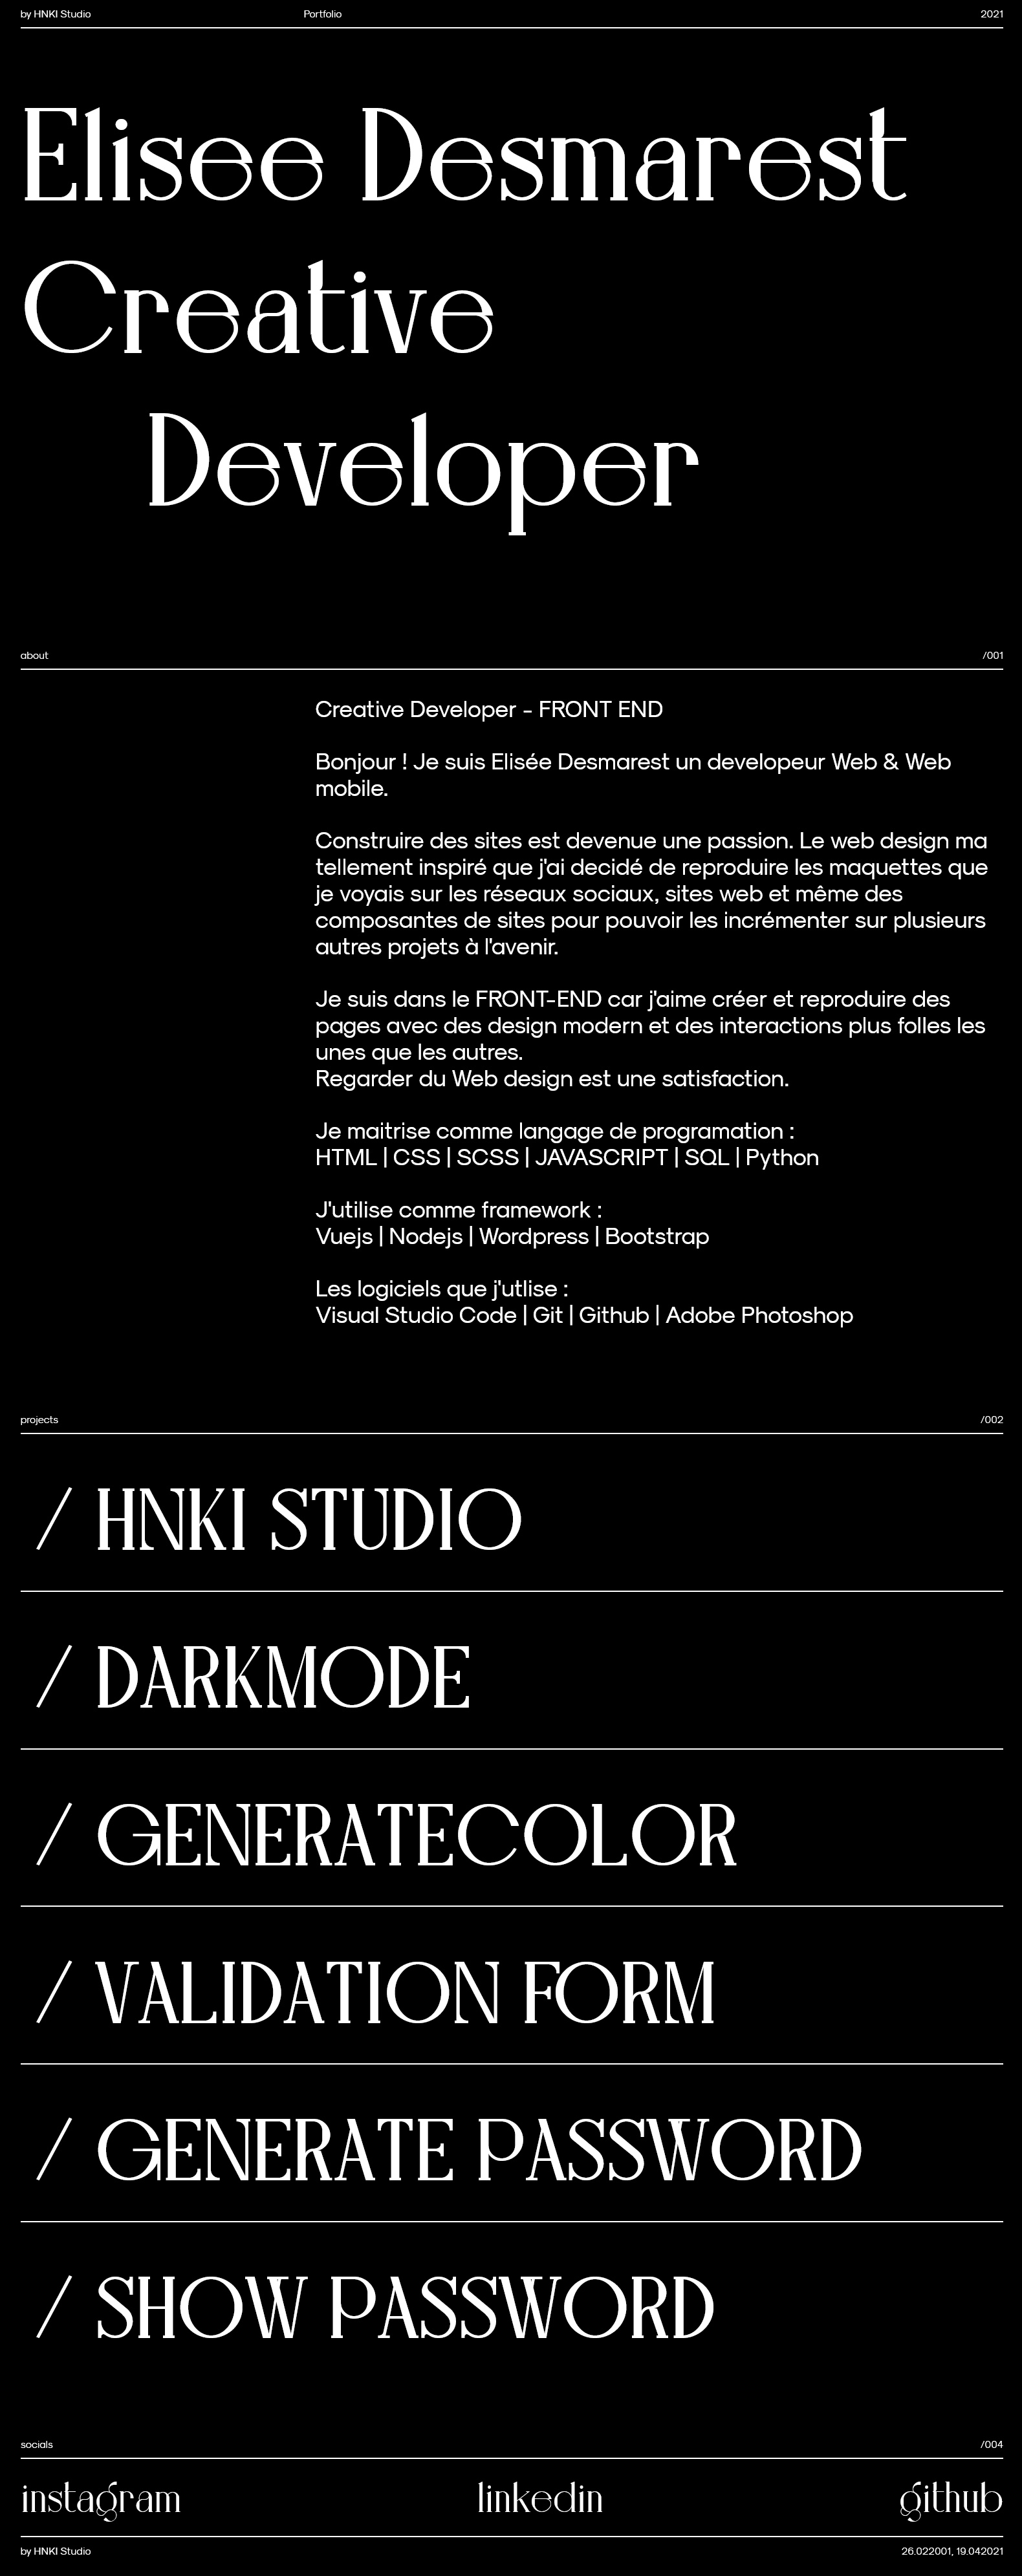 by HNKI Studio
Portfolio
2021
Elisee Desmarest
Creative
Developer
about
/001
Creative Developer - FRONT END
Bonjour ! Je suis Elisée Desmarest un developeur Web & Web
mobile.
Construire des sites est devenue une passion. Le web design ma
tellement inspiré que j'ai decidé de reproduire les maquettes que
je voyais sur les réseaux sociaux, sites web et même des
composantes de sites pour pouvoir les incrémenter sur plusieurs
autres projets à l'avenir.
Je suis dans le FRONT-END car j'aime créer et reproduire des
pages avec des design modern et des interactions plus folles les
unes que les autres.
Regarder du Web design est une satisfaction.
Je maitrise comme langage de programation :
HTML | CSS | SCSS | JAVASCRIPT | SQL | Python
J'utilise comme framework :
Vuejs | Nodejs | Wordpress | Bootstrap
Les logiciels que j'utlise :
Visual Studio Code | Git | Github | Adobe Photoshop
projects
/002
/ HNKI STUDIO
/ DARKMODE
/ GENERATECOLOR
/ VALIDATION FORM
/ GENERATE PASSWORD
/ SHOW PASSWORD
socials
/004
instagram
linkedin
github
by HNKI Studio
26.022001, 19.042021